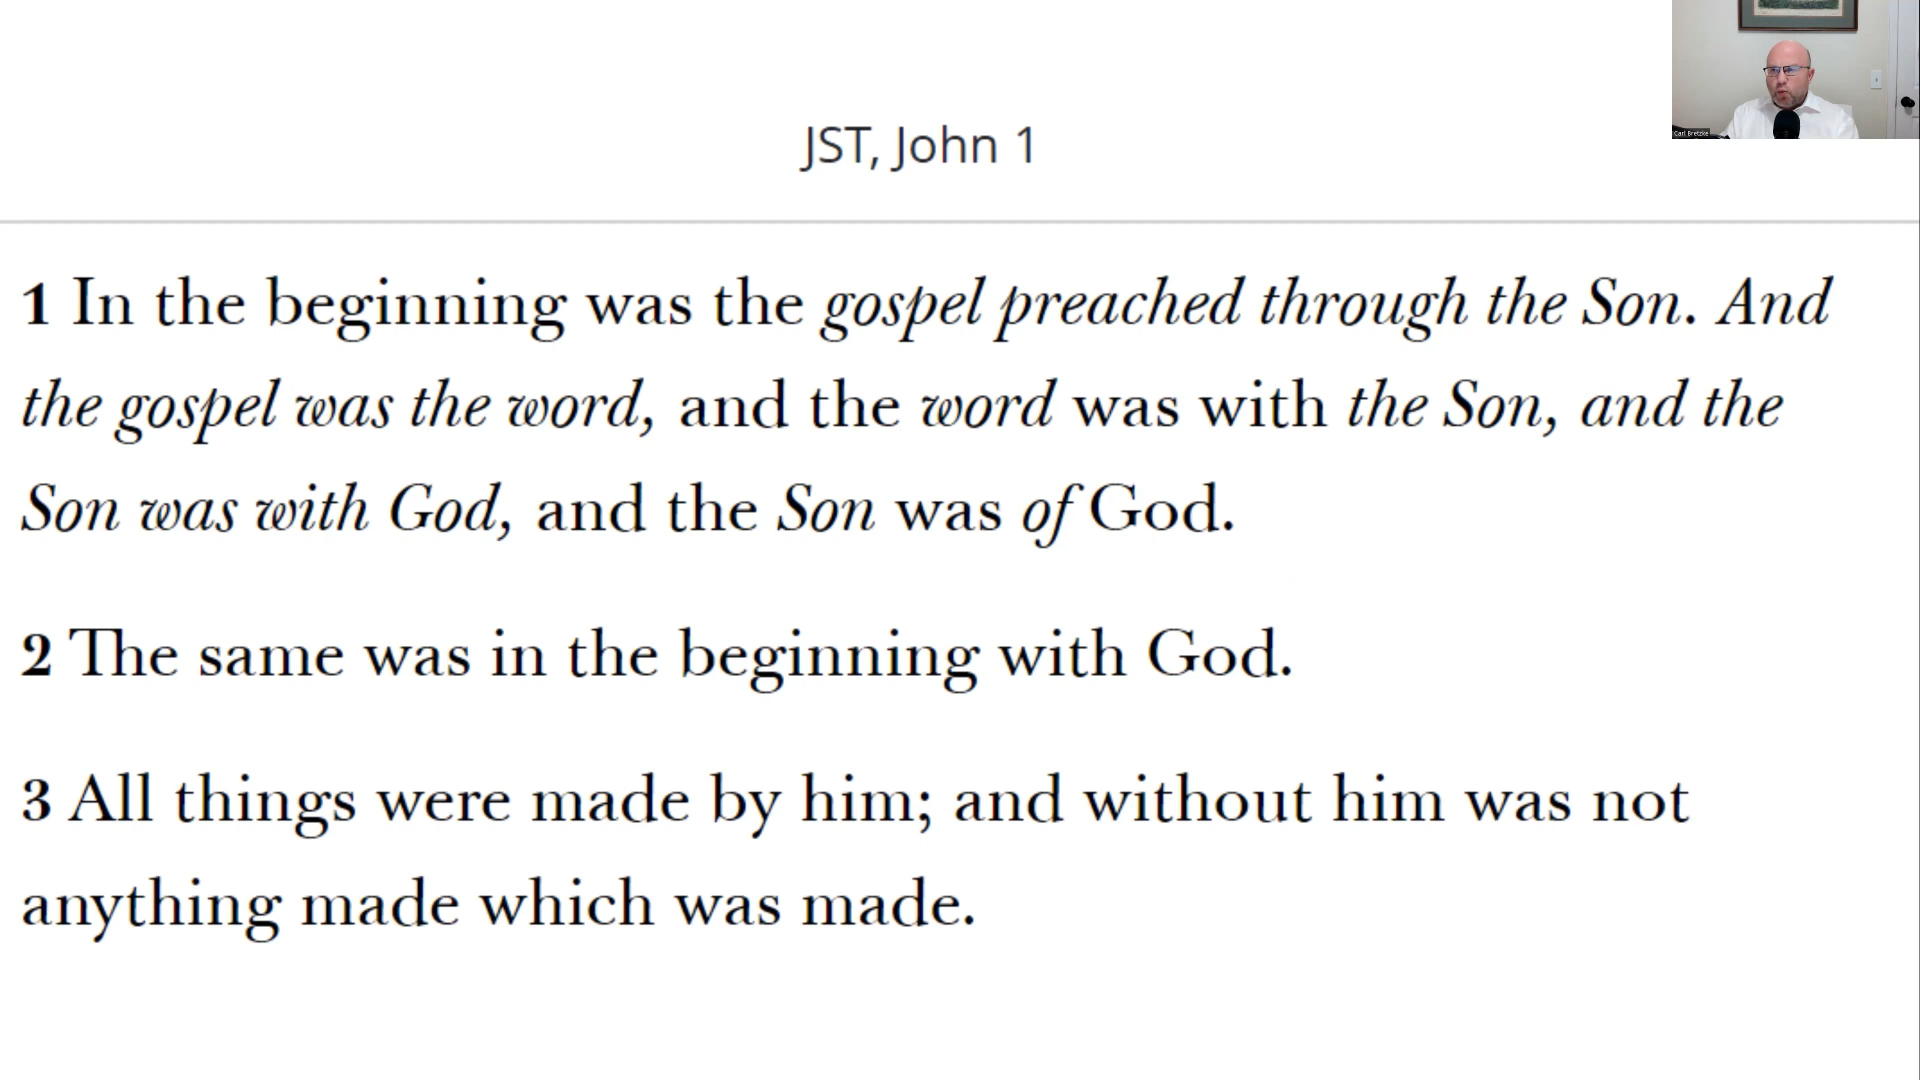 Carl Bretzke
JST, John 1
1 In the beginning was the gospel preached through the Son. And
the gospel was the word, and the word was with the Son, and the
Son was with God, and the Son was of God.
2 The same was in the beginning with God.
3 All things were made by him; and without him was not
anything made which was made.